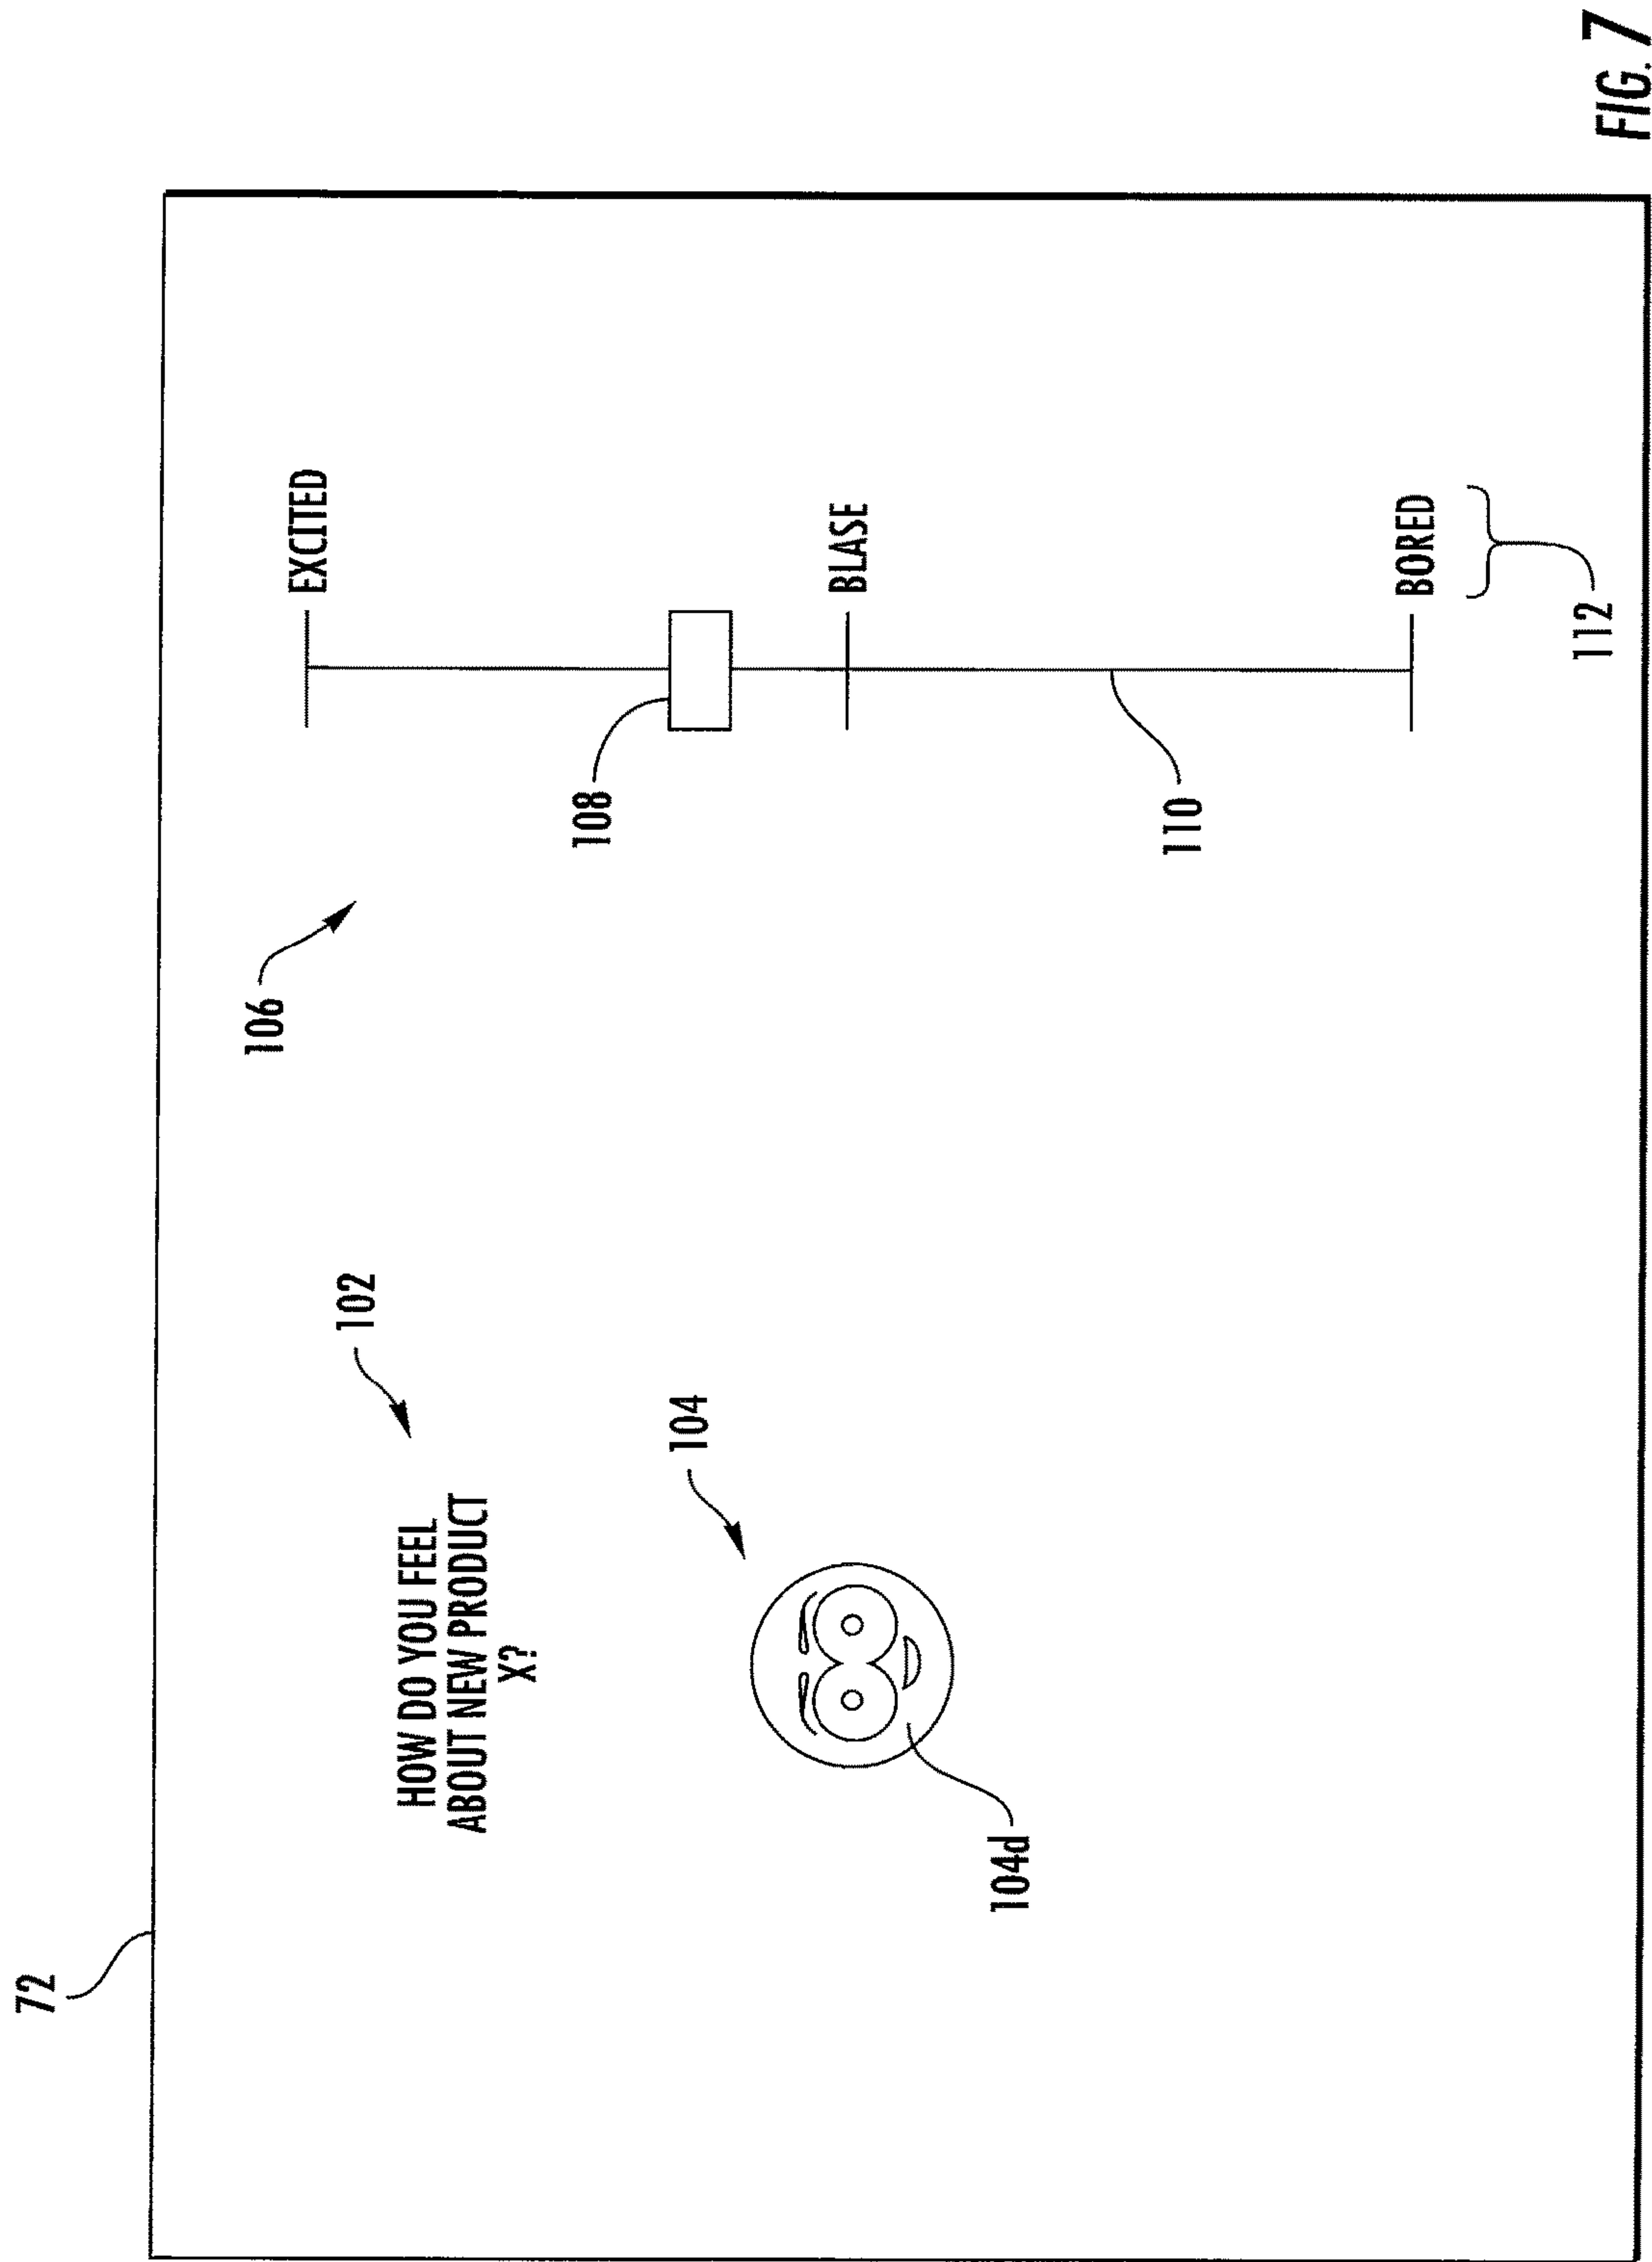 72
HOW DO YOU FEEL
ABOUT NEW PRODUCT
X?
102
104
104d
106
EXCITED
108
BLASE
110
BORED
112
FIG. 7